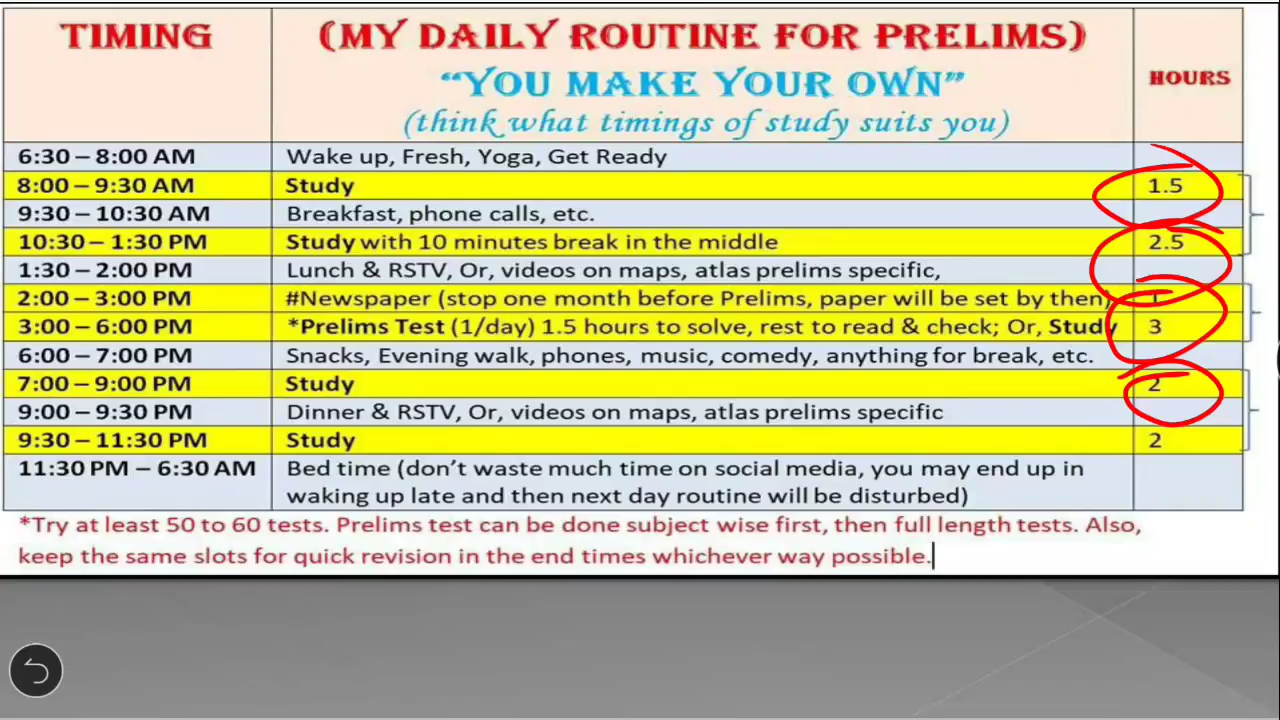 TIMING (MY DAILY ROUTINE FOR PRELIMS) HOURS
“YOU MAKE YOUR OWN”
(think what timings of study suits you)
6:30 – 8:00 AM Wake up, Fresh, Yoga, Get Ready
8:00 – 9:30 AM Study 1.5
9:30 – 10:30 AM Breakfast, phone calls, etc.
10:30 – 1:30 PM Study with 10 minutes break in the middle 2.5
1:30 – 2:00 PM Lunch & RSTV, Or, videos on maps, atlas prelims specific,
2:00 – 3:00 PM #Newspaper (stop one month before Prelims, paper will be set by then) 1
3:00 – 6:00 PM *Prelims Test (1/day) 1.5 hours to solve, rest to read & check; Or, Study 3
6:00 – 7:00 PM Snacks, Evening walk, phones, music, comedy, anything for break, etc.
7:00 – 9:00 PM Study 2
9:00 – 9:30 PM Dinner & RSTV, Or, videos on maps, atlas prelims specific
9:30 – 11:30 PM Study 2
11:30 PM – 6:30 AM Bed time (don’t waste much time on social media, you may end up in
waking up late and then next day routine will be disturbed)
*Try at least 50 to 60 tests. Prelims test can be done subject wise first, then full length tests. Also,
keep the same slots for quick revision in the end times whichever way possible.